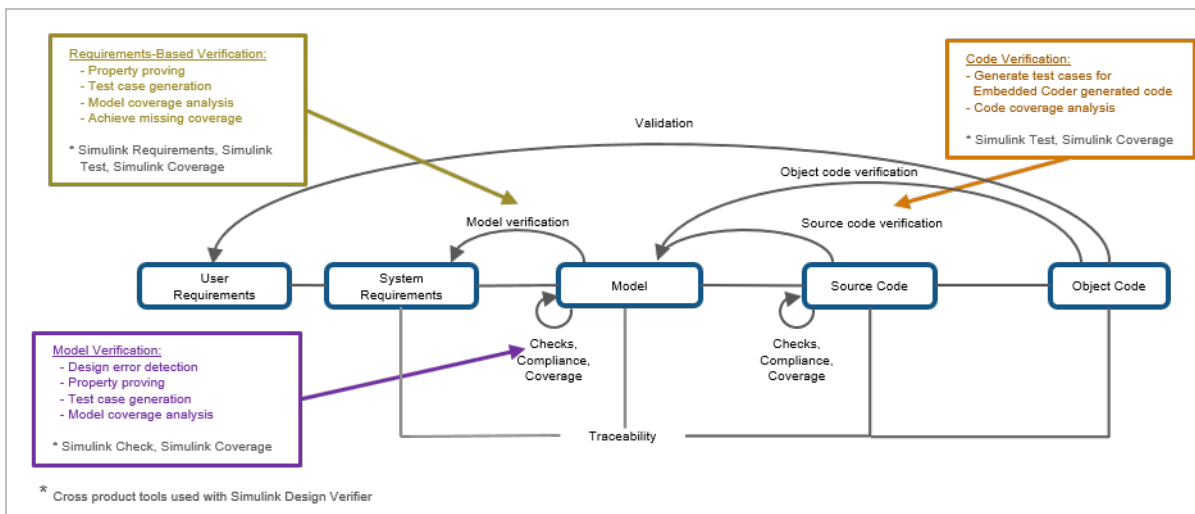 Requirements-Based Verification:
- Property proving
- Test case generation
- Model coverage analysis
- Achieve missing coverage
* Simulink Requirements, Simulink
Test, Simulink Coverage
Code Verification:
- Generate test cases for
Embedded Coder generated code
- Code coverage analysis
* Simulink Test, Simulink Coverage
Validation
Object code verification
Model verification
Source code verification
User
Requirements
System
Requirements
Model
Source Code
Object Code
Checks,
Compliance,
Coverage
Checks,
Compliance,
Coverage
Model Verification:
- Design error detection
- Property proving
- Test case generation
- Model coverage analysis
* Simulink Check, Simulink Coverage
Traceability
* Cross product tools used with Simulink Design Verifier